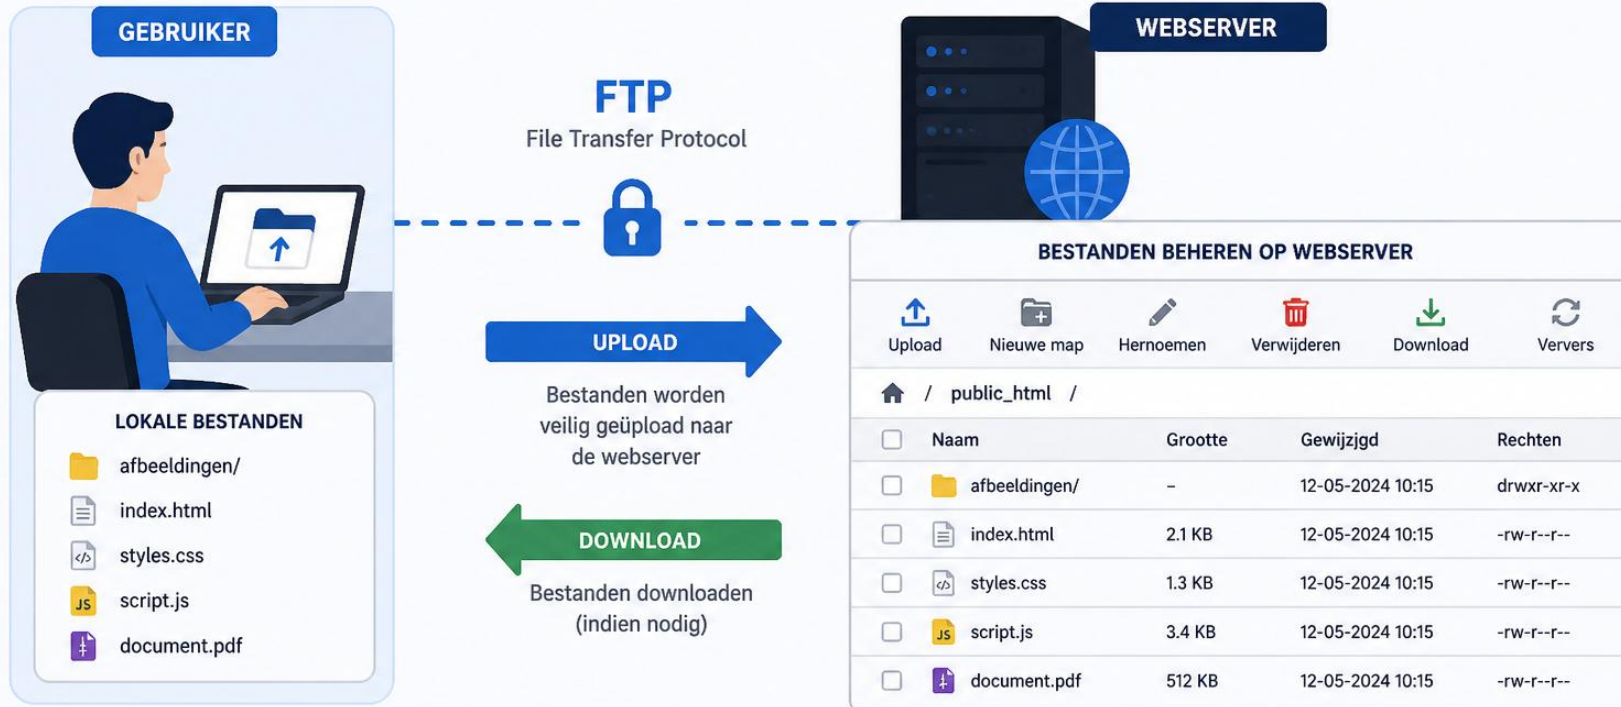 GEBRUIKER
LOKALE BESTANDEN
afbeeldingen/
index.html
styles.css
JS script.js
document.pdf
FTP
File Transfer Protocol
UPLOAD
Bestanden worden
veilig geüpload naar
de webserver
DOWNLOAD
Bestanden downloaden
(indien nodig)
WEBSERVER
BESTANDEN BEHEREN OP WEBSERVER
Upload Nieuwe map Hernoemen Verwijderen Download Ververs
/ public_html /
Naam Grootte Gewijzjgd Rechten
afbeeldingen/ – 12-05-2024 10:15 drwxr-xr-x
index.html 2.1 KB 12-05-2024 10:15 -rw-r--r--
styles.css 1.3 KB 12-05-2024 10:15 -rw-r--r--
JS script.js 3.4 KB 12-05-2024 10:15 -rw-r--r--
document.pdf 512 KB 12-05-2024 10:15 -rw-r--r--